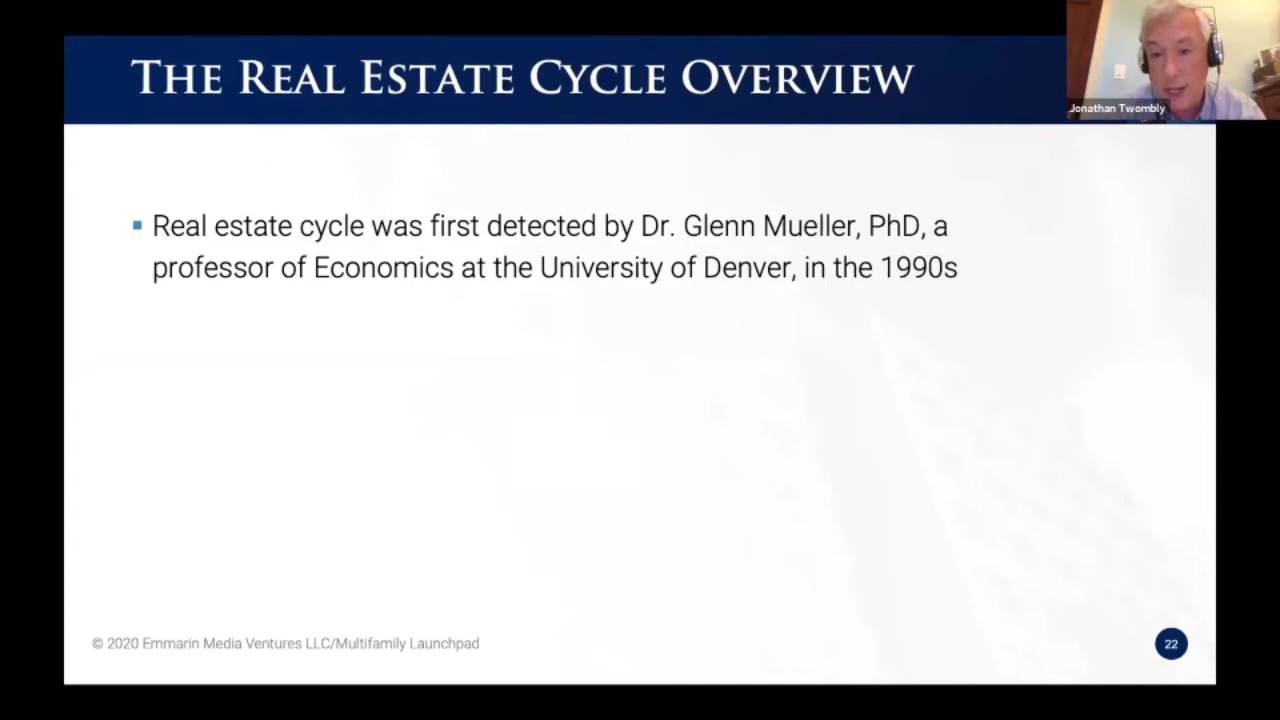 THE REAL ESTATE CYCLE OVERVIEW
Jonathan Twombly
▪ Real estate cycle was first detected by Dr. Glenn Mueller, PhD, a
professor of Economics at the University of Denver, in the 1990s
© 2020 Emmarin Media Ventures LLC/Multifamily Launchpad
22